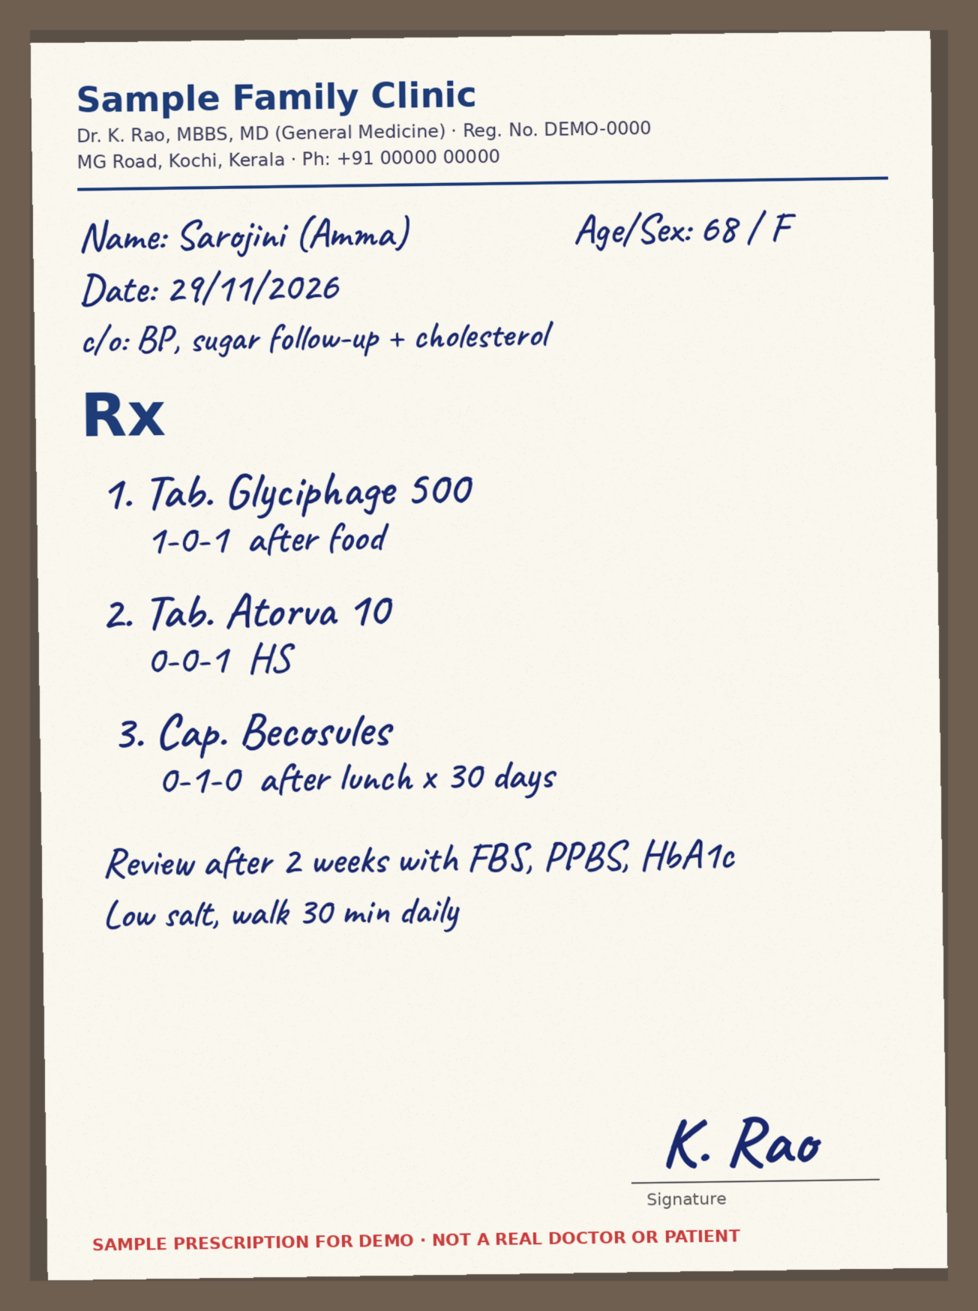 Sample Family Clinic
Dr. K. Rao, MBBS, MD (General Medicine) · Reg. No. DEMO-0000
MG Road, Kochi, Kerala · Ph: +91 00000 00000
Name: Sarojini (Amma) Age/Sex: 68 / F
Date: 29/11/2026
c/o: BP, sugar follow-up + cholesterol
Rx
1. Tab. Glyciphage 500
1-0-1 after food
2. Tab. Atorva 10
0-0-1 HS
3. Cap. Becosules
0-1-0 after lunch x 30 days
Review after 2 weeks with FBS, PPBS, HbA1c
Low salt, walk 30 min daily
K. Rao
Signature
SAMPLE PRESCRIPTION FOR DEMO · NOT A REAL DOCTOR OR PATIENT